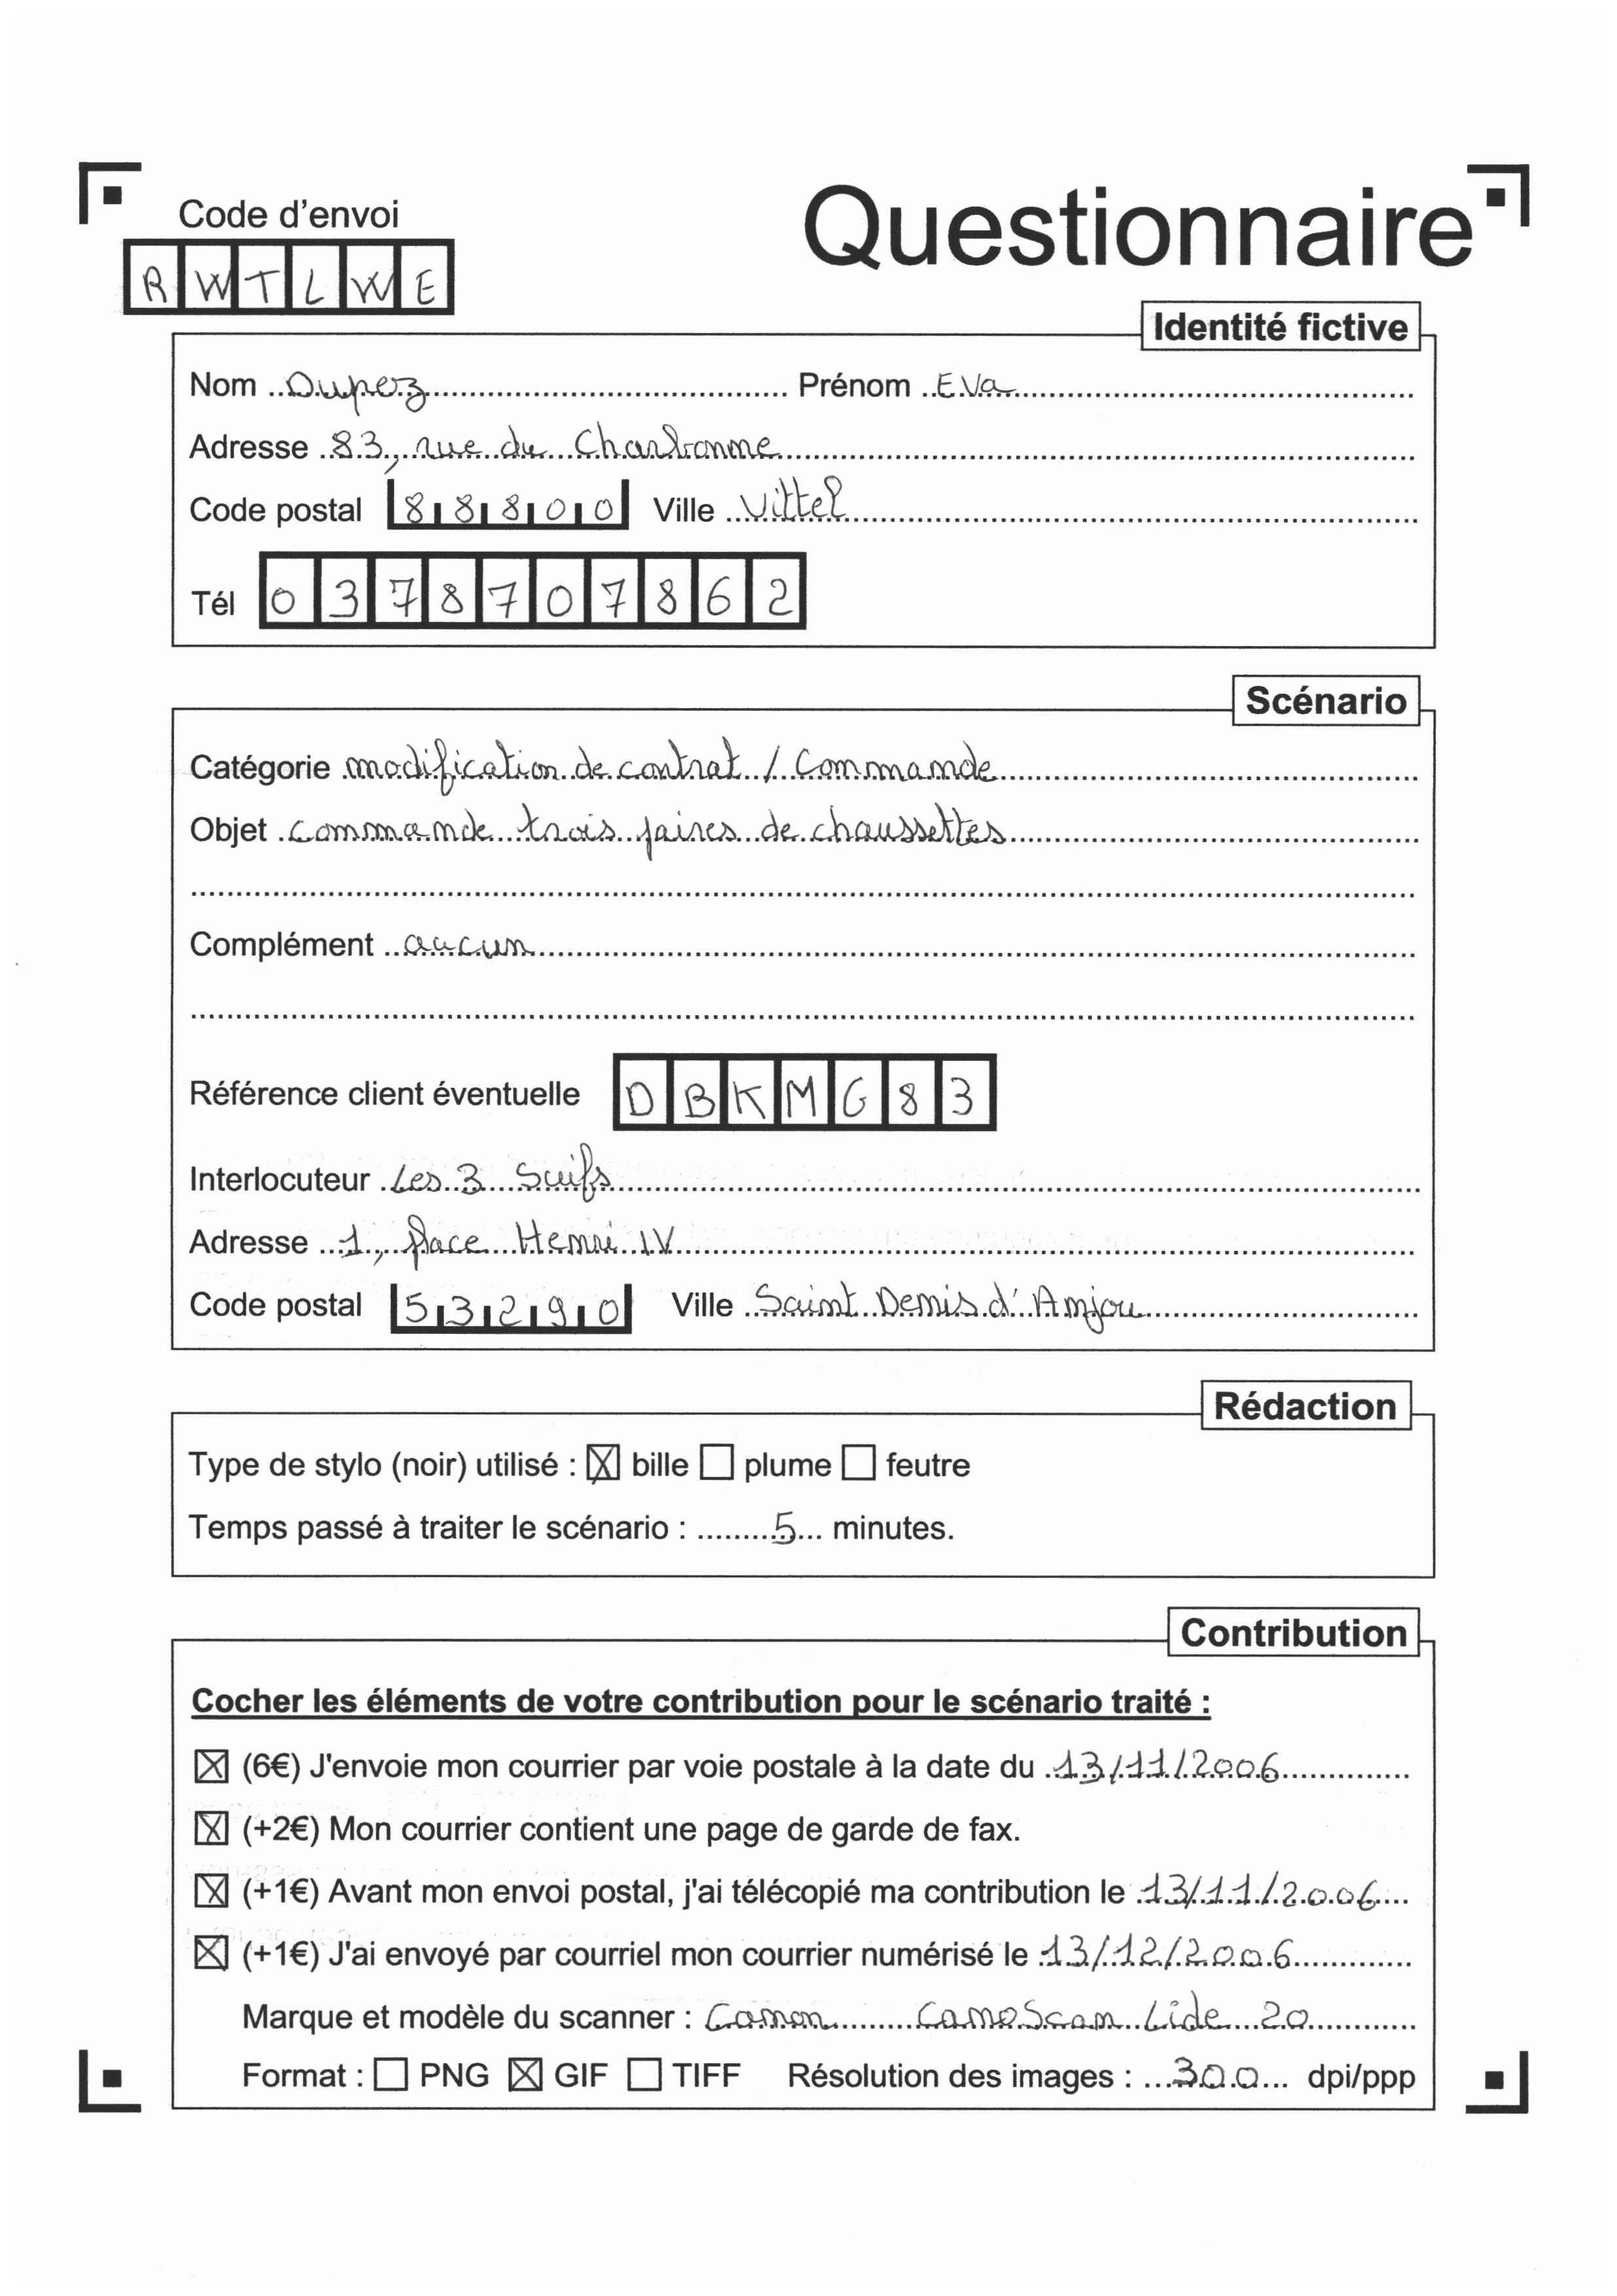 Code d'envoi
Questionnaire
RWTLWE
Identité fictive
Nom Duperz Prénom Eva
Adresse 83, rue du Charbonne
Code postal 88800 Ville Vittel
Tél 0378707862
Scénario
Catégorie modification de contrat / Commande
Objet commande trois paires de chaussettes
Complément aucun
Référence client éventuelle DBKMG83
Interlocuteur Les 3 Suifs
Adresse 1, place Henri IV
Code postal 53290 Ville Saint Denis d'Anjou
Rédaction
Type de stylo (noir) utilisé : ☒ bille ☐ plume ☐ feutre
Temps passé à traiter le scénario : 5 minutes.
Contribution
Cocher les éléments de votre contribution pour le scénario traité :
☒ (6€) J'envoie mon courrier par voie postale à la date du 13/11/2006
☒ (+2€) Mon courrier contient une page de garde de fax.
☒ (+1€) Avant mon envoi postal, j'ai télécopié ma contribution le 13/11/2006
☒ (+1€) J'ai envoyé par courriel mon courrier numérisé le 13/12/2006
Marque et modèle du scanner : Canon CanoScan Lide 20
Format : ☐ PNG ☒ GIF ☐ TIFF Résolution des images : 300 dpi/ppp